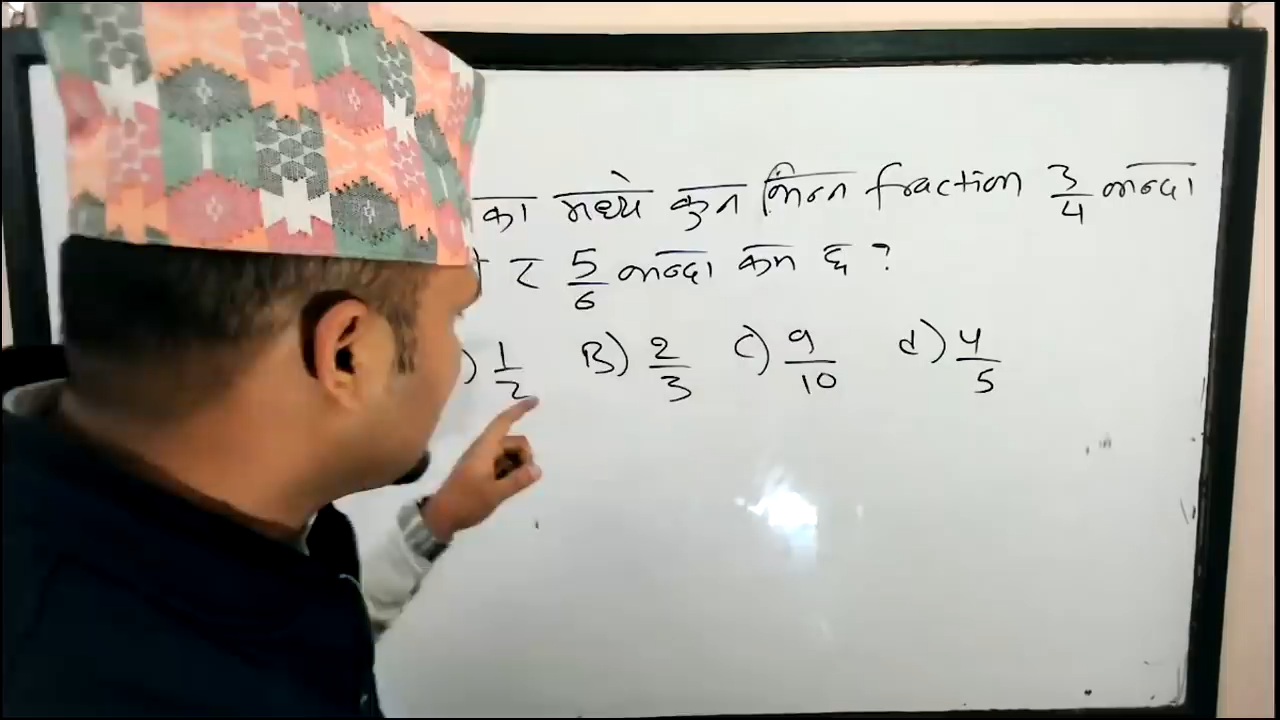 का मध्ये कुन भिन्न fraction 3/4 भन्दा
र 5/6 भन्दा कम छ ?
) 1/2 B) 2/3 C) 9/10 d) 4/5